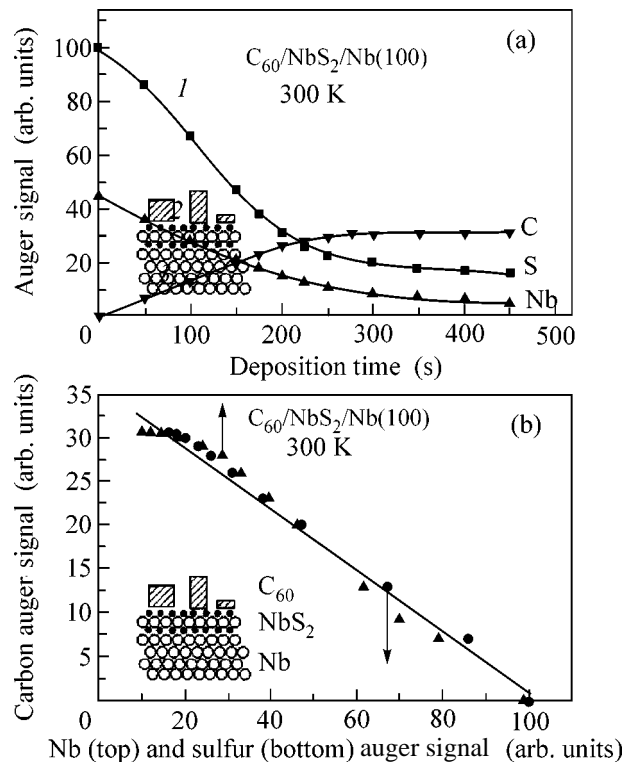 (a)
C60/NbS2/Nb(100)
300 K
1
2
C
S
Nb
Auger signal (arb. units)
100
80
60
40
20
0
0 100 200 300 400 500
Deposition time (s)
(b)
C60/NbS2/Nb(100)
300 K
C60
NbS2
Nb
Carbon auger signal (arb. units)
35
30
25
20
15
10
5
0 20 40 60 80 100
Nb (top) and sulfur (bottom) auger signal (arb. units)